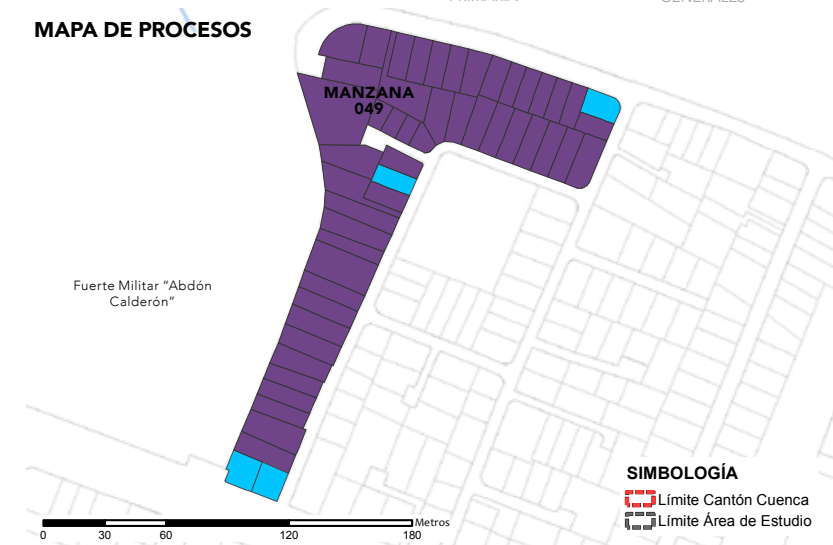 GENERALES
MAPA DE PROCESOS
MANZANA
049
Fuerte Militar “Abdón
Calderón”
SIMBOLOGÍA
Límite Cantón Cuenca
Límite Área de Estudio
Metros
0 30 60 120 180